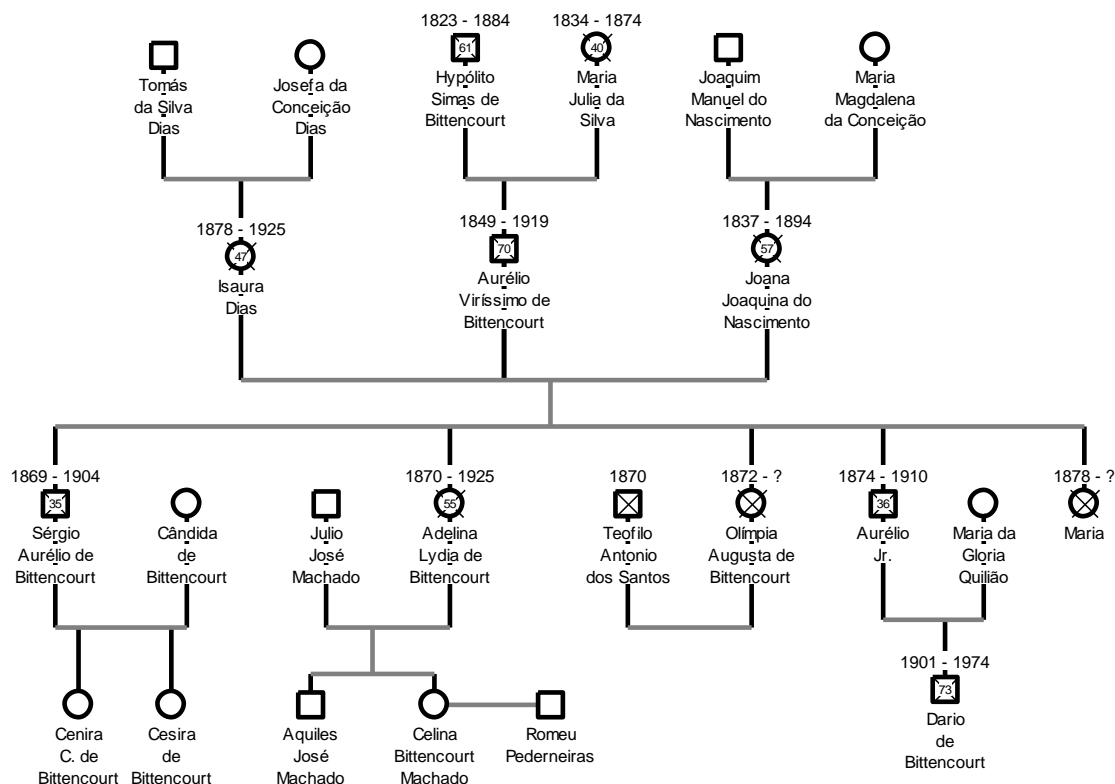 1823 - 1884
1834 - 1874
61
40
Tomás
da Silva
Dias
Josefa da
Conceição
Dias
Hypólito
Simas de
Bittencourt
Maria
Julia da
Silva
Joaquim
Manuel do
Nascimento
Maria
Magdalena
da Conceição
1878 - 1925
1849 - 1919
1837 - 1894
47
70
57
Isaura
Dias
Aurélio
Viríssimo de
Bittencourt
Joana
Joaquina do
Nascimento
1869 - 1904
1870 - 1925
1870
1872 - ?
1874 - 1910
1878 - ?
35
55
36
Sérgio
Aurélio de
Bittencourt
Cândida
de
Bittencourt
Julio
José
Machado
Adelina
Lydia de
Bittencourt
Teofilo
Antonio
dos Santos
Olímpia
Augusta de
Bittencourt
Aurélio
Jr.
Maria da
Gloria
Quilião
Maria
1901 - 1974
73
Cenira
C. de
Bittencourt
Cesira
de
Bittencourt
Aquiles
José
Machado
Celina
Bittencourt
Machado
Romeu
Pederneiras
Dario
de
Bittencourt